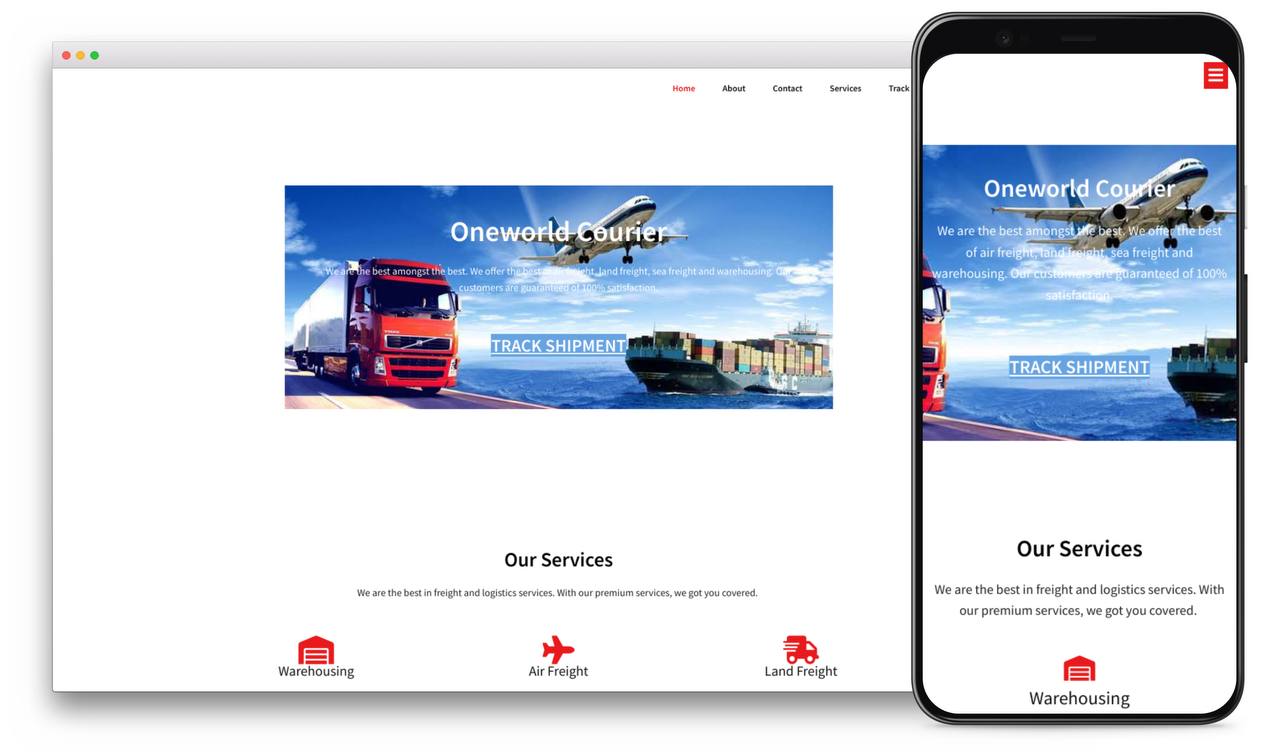 Home About Contact Services Track
Oneworld Courier
We are the best amongst the best. We offer the best of air freight, land freight, sea freight and warehousing. Our
customers are guaranteed of 100% satisfaction.
TRACK SHIPMENT
Our Services
We are the best in freight and logistics services. With our premium services, we got you covered.
Warehousing Air Freight Land Freight
Oneworld Courier
We are the best amongst the best. We offer the best
of air freight, land freight, sea freight and
warehousing. Our customers are guaranteed of 100%
satisfaction.
TRACK SHIPMENT
Our Services
We are the best in freight and logistics services. With
our premium services, we got you covered.
Warehousing